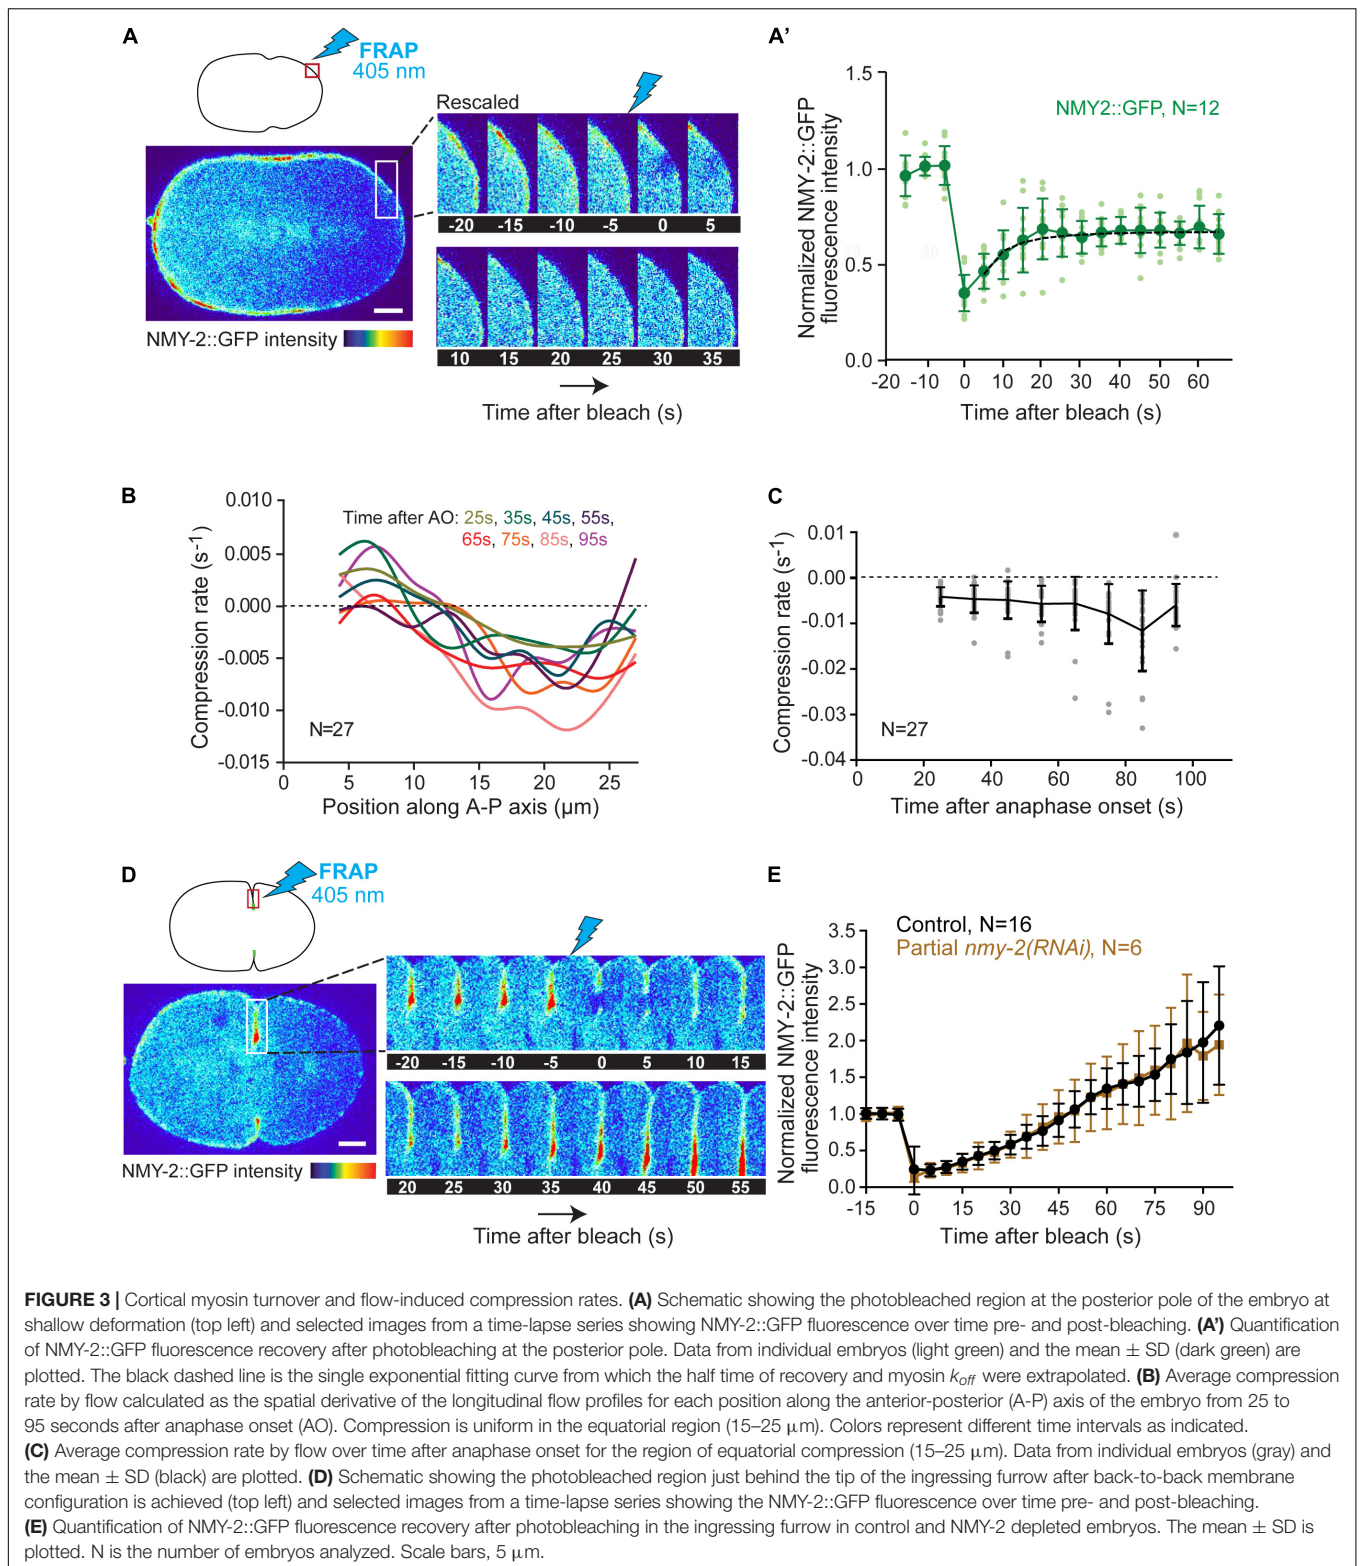 A
FRAP
405 nm
Rescaled
-20 -15 -10 -5 0 5
10 15 20 25 30 35
NMY-2::GFP intensity
Time after bleach (s)
A'
NMY2::GFP, N=12
Normalized NMY-2::GFP
fluorescence intensity
1.5
1.0
0.5
0.0
30
-20 -10 0 10 20 30 40 50 60
Time after bleach (s)
B
Compression rate (s-1)
0.010
0.005
0.000
-0.005
-0.010
-0.015
Time after AO: 25s, 35s, 45s, 55s,
65s, 75s, 85s, 95s
N=27
0 5 10 15 20 25
Position along A-P axis (µm)
C
Compression rate (s-1)
0.01
0.00
-0.01
-0.02
-0.03
-0.04
N=27
0 20 40 60 80 100
Time after anaphase onset (s)
D
FRAP
405 nm
-20 -15 -10 -5 0 5 10 15
20 25 30 35 40 45 50 55
NMY-2::GFP intensity
Time after bleach (s)
E
Control, N=16
Partial nmy-2(RNAi), N=6
Normalized NMY-2::GFP
fluorescence intensity
3.5
3.0
2.5
2.0
1.5
1.0
0.5
0.0
-15 0 15 30 45 60 75 90
Time after bleach (s)
FIGURE 3 | Cortical myosin turnover and flow-induced compression rates. (A) Schematic showing the photobleached region at the posterior pole of the embryo at
shallow deformation (top left) and selected images from a time-lapse series showing NMY-2::GFP fluorescence over time pre- and post-bleaching. (A') Quantification
of NMY-2::GFP fluorescence recovery after photobleaching at the posterior pole. Data from individual embryos (light green) and the mean ± SD (dark green) are
plotted. The black dashed line is the single exponential fitting curve from which the half time of recovery and myosin koff were extrapolated. (B) Average compression
rate by flow calculated as the spatial derivative of the longitudinal flow profiles for each position along the anterior-posterior (A-P) axis of the embryo from 25 to
95 seconds after anaphase onset (AO). Compression is uniform in the equatorial region (15–25 µm). Colors represent different time intervals as indicated.
(C) Average compression rate by flow over time after anaphase onset for the region of equatorial compression (15–25 µm). Data from individual embryos (gray) and
the mean ± SD (black) are plotted. (D) Schematic showing the photobleached region just behind the tip of the ingressing furrow after back-to-back membrane
configuration is achieved (top left) and selected images from a time-lapse series showing the NMY-2::GFP fluorescence over time pre- and post-bleaching.
(E) Quantification of NMY-2::GFP fluorescence recovery after photobleaching in the ingressing furrow in control and NMY-2 depleted embryos. The mean ± SD is
plotted. N is the number of embryos analyzed. Scale bars, 5 µm.